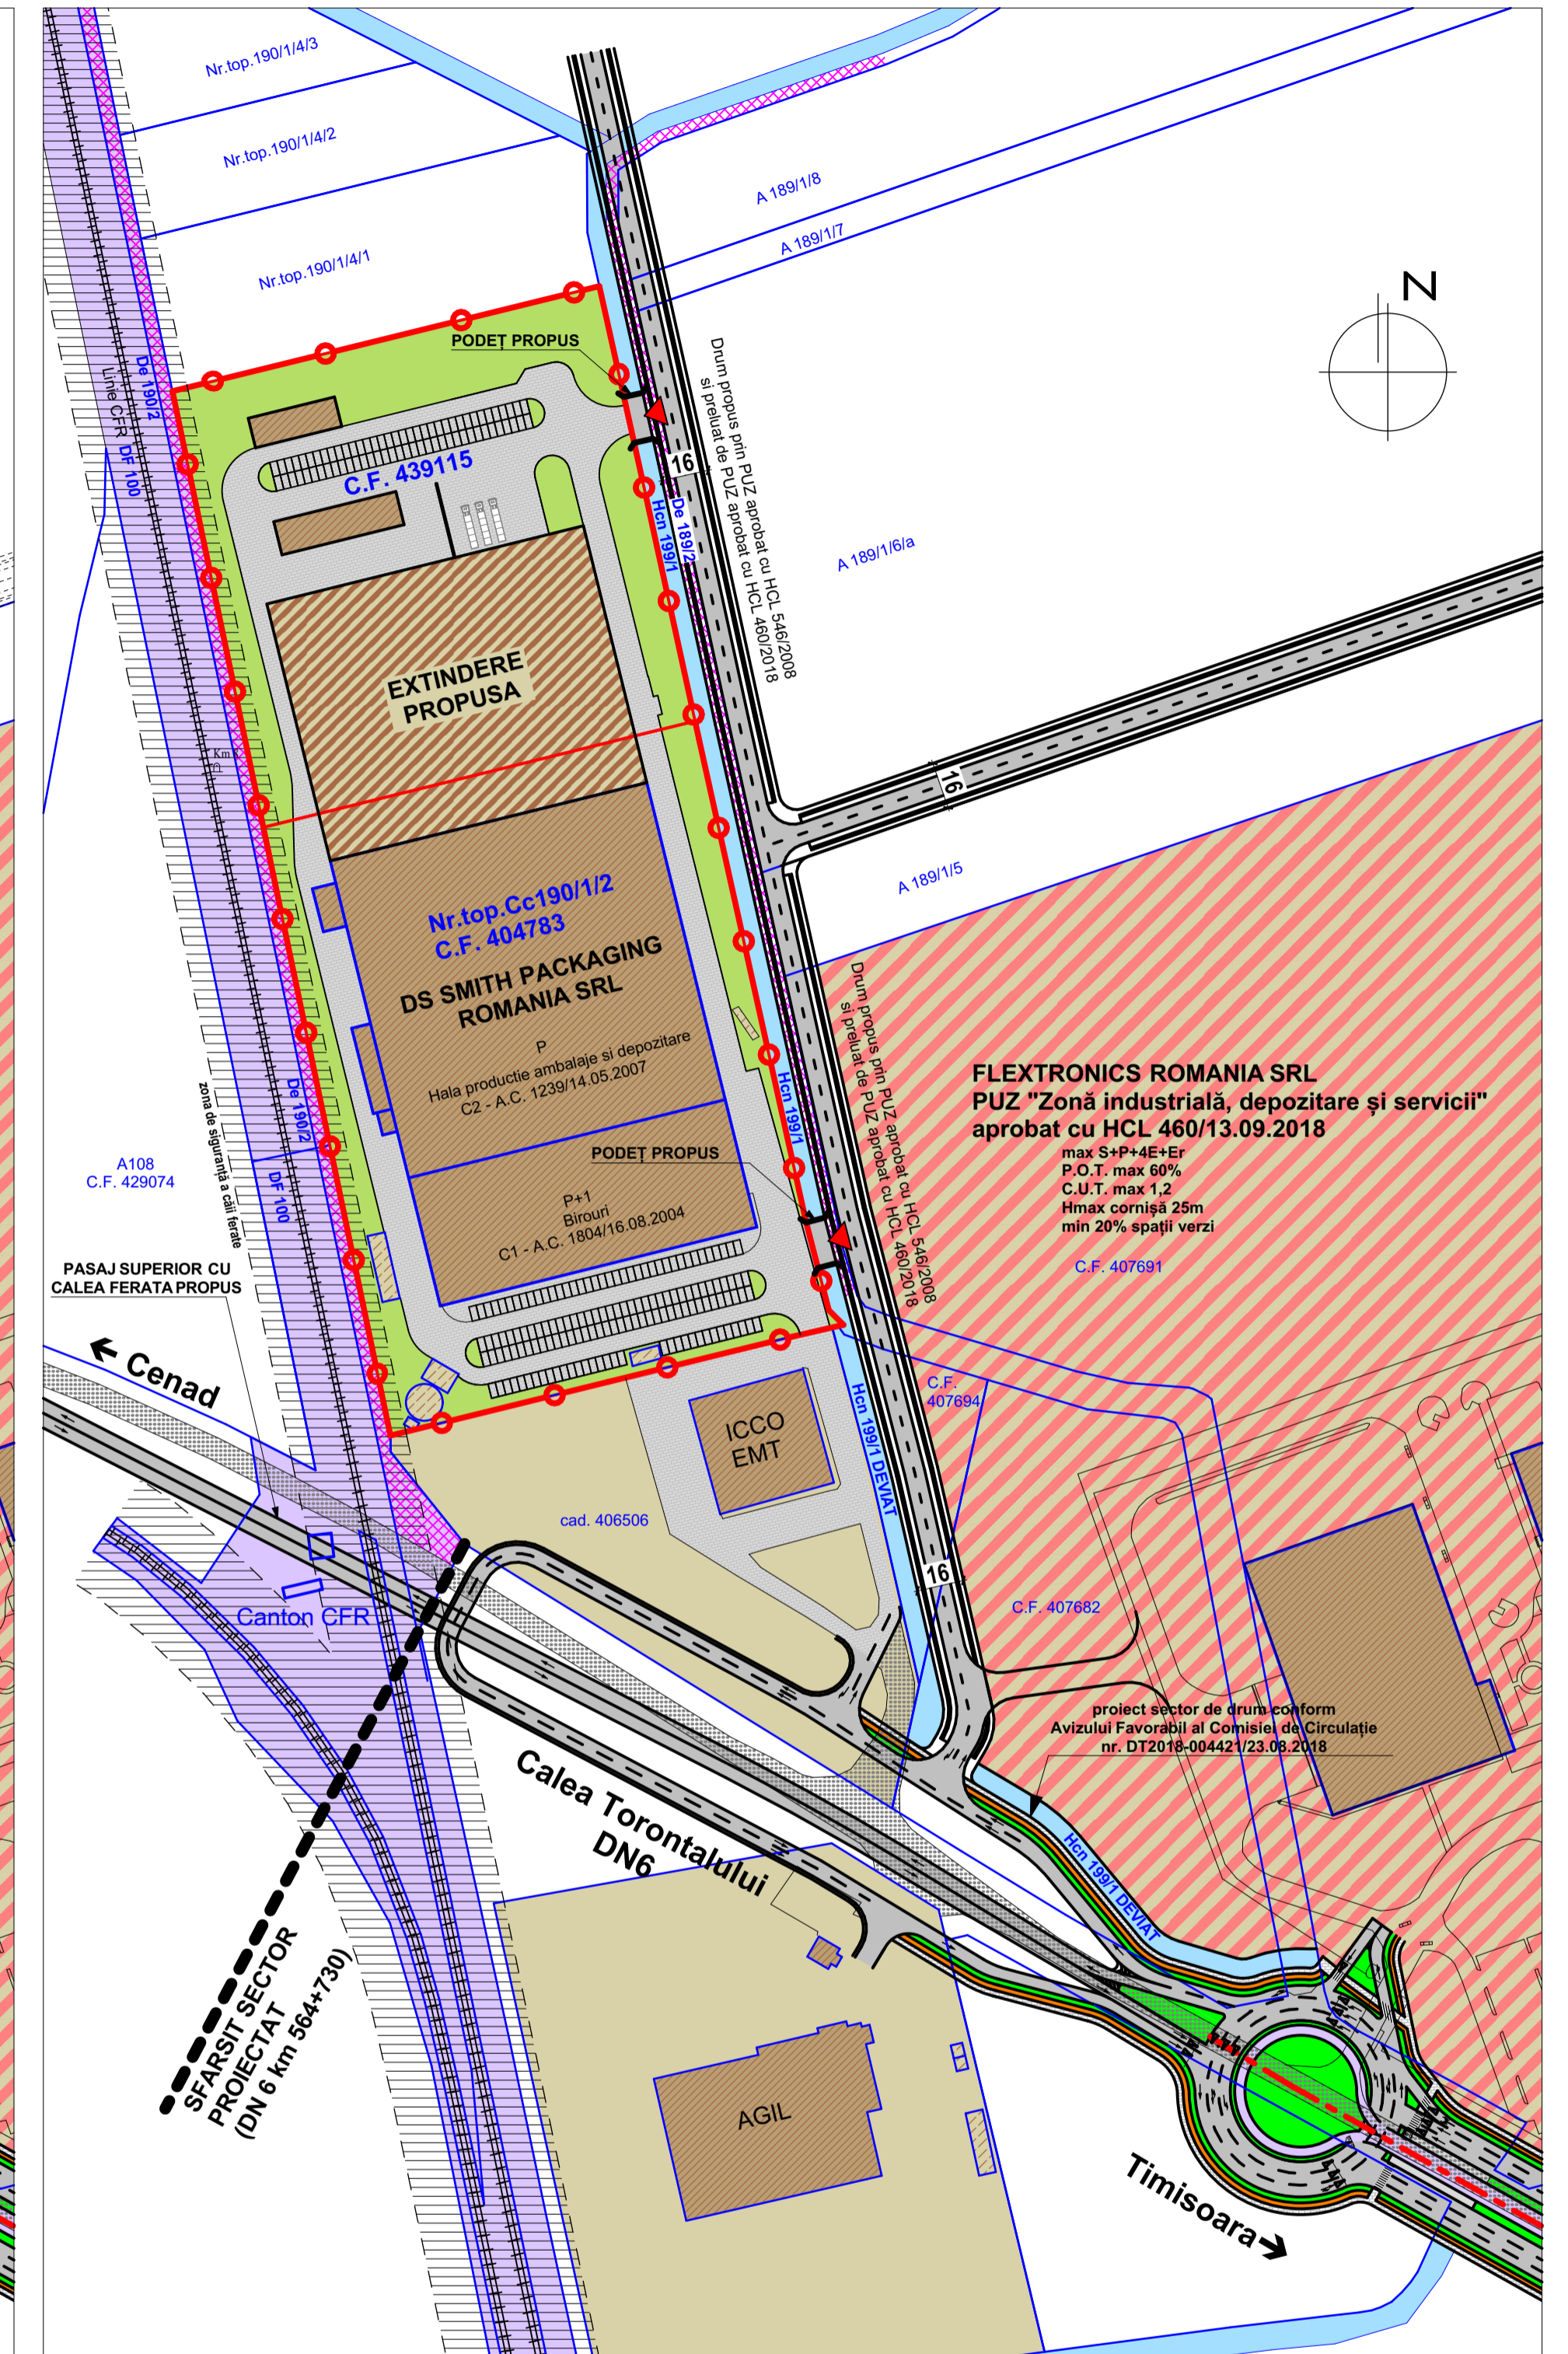 Nr.top.190/1/4/3
Nr.top.190/1/4/2
Nr.top.190/1/4/1
A 189/1/8
A 189/1/7
N
PODEȚ PROPUS
De 190/2
Linie CFR
DF 100
C.F. 439115
16
Hcn 199/1
De 189/2
Drum propus prin PUZ aprobat cu HCL 546/2008
si preluat de PUZ aprobat cu HCL 460/2018
A 189/1/6/a
EXTINDERE
PROPUSA
Km
16
A 189/1/5
Nr.top.Cc190/1/2
C.F. 404783
DS SMITH PACKAGING
ROMANIA SRL
P
Hala productie ambalaje si depozitare
C2 - A.C. 1239/14.05.2007
Hcn 199/1
Drum propus prin PUZ aprobat cu HCL 546/2008
si preluat de PUZ aprobat cu HCL 460/2018
FLEXTRONICS ROMANIA SRL
PUZ "Zonă industrială, depozitare și servicii"
aprobat cu HCL 460/13.09.2018
max S+P+4E+Er
P.O.T. max 60%
C.U.T. max 1,2
Hmax cornișă 25m
min 20% spații verzi
C.F. 407691
De 190/2
DF 100
zona de siguranță a căii ferate
A108
C.F. 429074
PODEȚ PROPUS
P+1
Birouri
C1 - A.C. 1804/16.08.2004
PASAJ SUPERIOR CU
CALEA FERATA PROPUS
← Cenad
ICCO
EMT
C.F.
407694
Hcn 199/1 DEVIAT
cad. 406506
16
C.F. 407682
Canton CFR
proiect sector de drum conform
Avizului Favorabil al Comisiei de Circulație
nr. DT2018-004421/23.08.2018
Calea Torontalului
DN6
Hcn 199/1 DEVIAT
SFARSIT SECTOR
PROIECTAT
(DN 6 km 564+730)
AGIL
Timisoara→